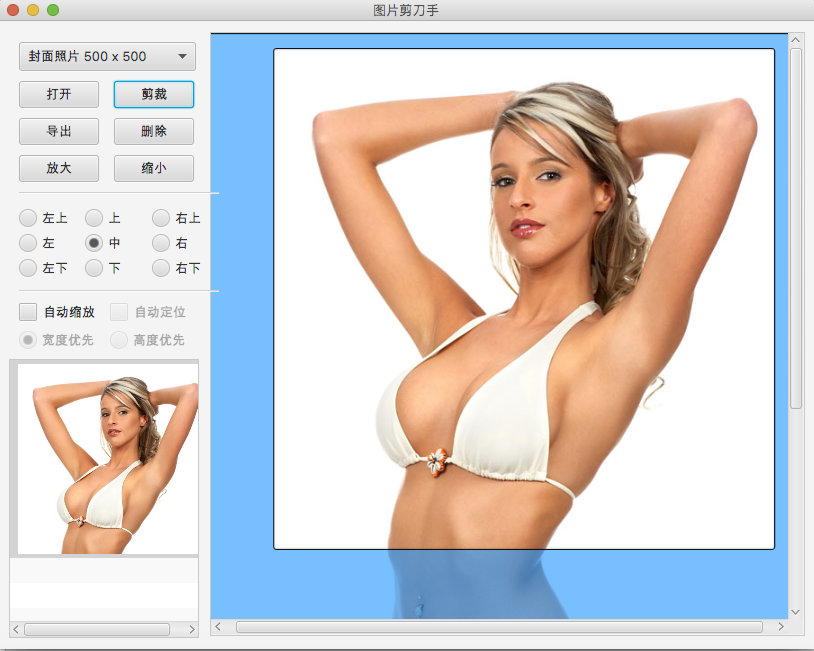 图片剪刀手
封面照片 500 x 500
打开 剪裁
导出 删除
放大 缩小
左上 上 右上
左 中 右
左下 下 右下
自动缩放 自动定位
宽度优先 高度优先